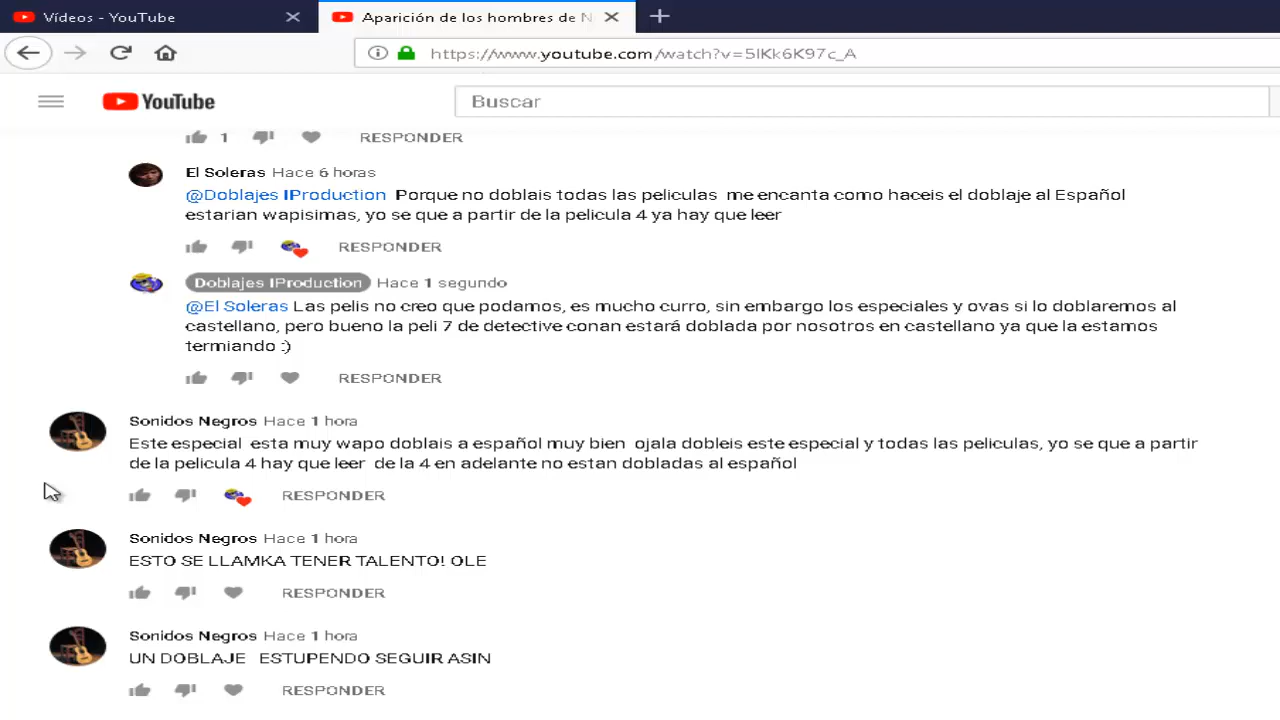 Vídeos - YouTube
Aparición de los hombres de N
https://www.youtube.com/watch?v=5lKk6K97c_A
YouTube
Buscar
1 RESPONDER
El Soleras Hace 6 horas
@Doblajes IProduction Porque no doblais todas las peliculas me encanta como haceis el doblaje al Español
estarian wapisimas, yo se que a partir de la pelicula 4 ya hay que leer
RESPONDER
Doblajes IProduction Hace 1 segundo
@El Soleras Las pelis no creo que podamos, es mucho curro, sin embargo los especiales y ovas si lo doblaremos al
castellano, pero bueno la peli 7 de detective conan estará doblada por nosotros en castellano ya que la estamos
termiando :)
RESPONDER
Sonidos Negros Hace 1 hora
Este especial esta muy wapo doblais a español muy bien ojala dobleis este especial y todas las peliculas, yo se que a partir
de la pelicula 4 hay que leer de la 4 en adelante no estan dobladas al español
RESPONDER
Sonidos Negros Hace 1 hora
ESTO SE LLAMKA TENER TALENTO! OLE
RESPONDER
Sonidos Negros Hace 1 hora
UN DOBLAJE ESTUPENDO SEGUIR ASIN
RESPONDER